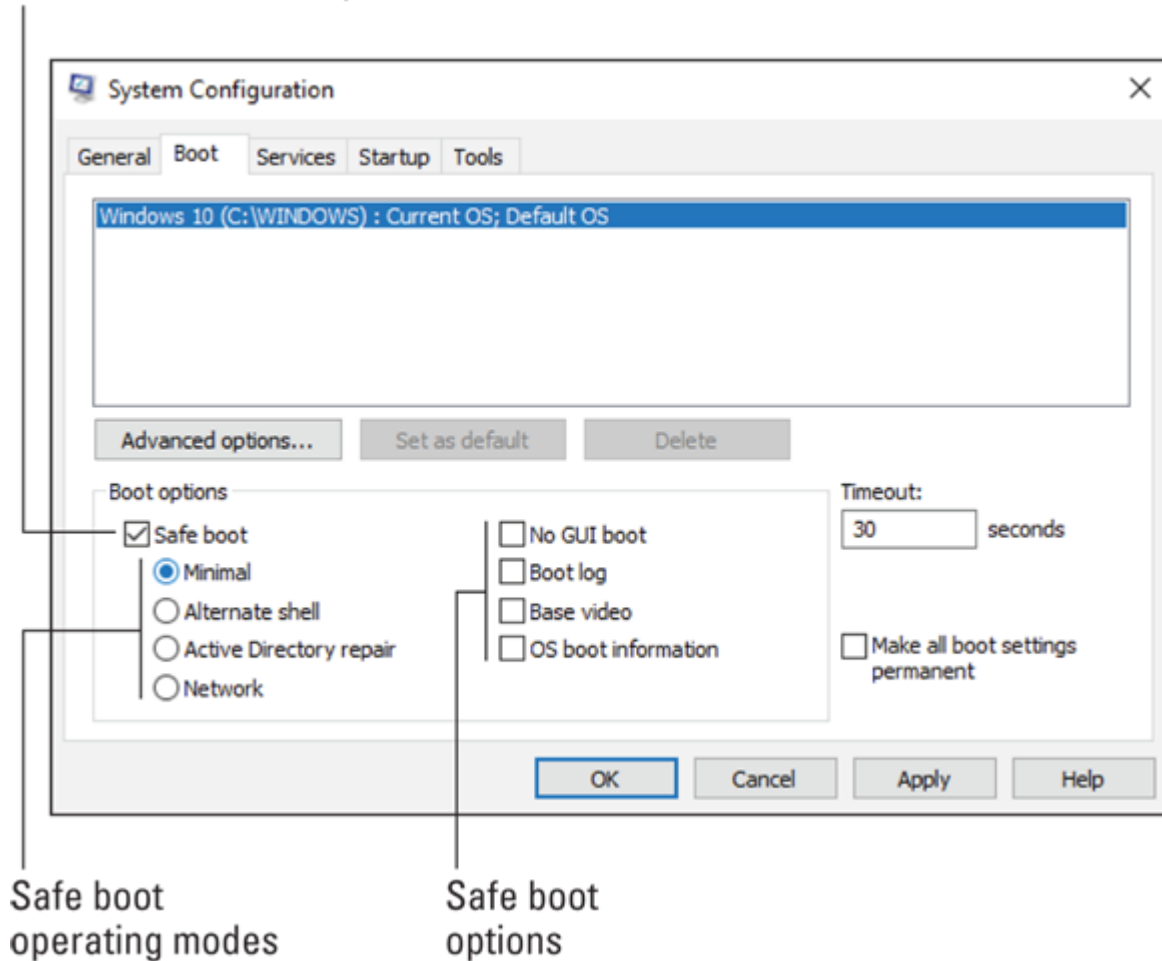 System Configuration
General Boot Services Startup Tools
Windows 10 (C:\WINDOWS) : Current OS; Default OS
Advanced options... Set as default Delete
Boot options
Timeout:
Safe boot
No GUI boot
30 seconds
Minimal
Boot log
Alternate shell
Base video
Active Directory repair
OS boot information
Make all boot settings
permanent
Network
OK Cancel Apply Help
Safe boot
operating modes
Safe boot
options